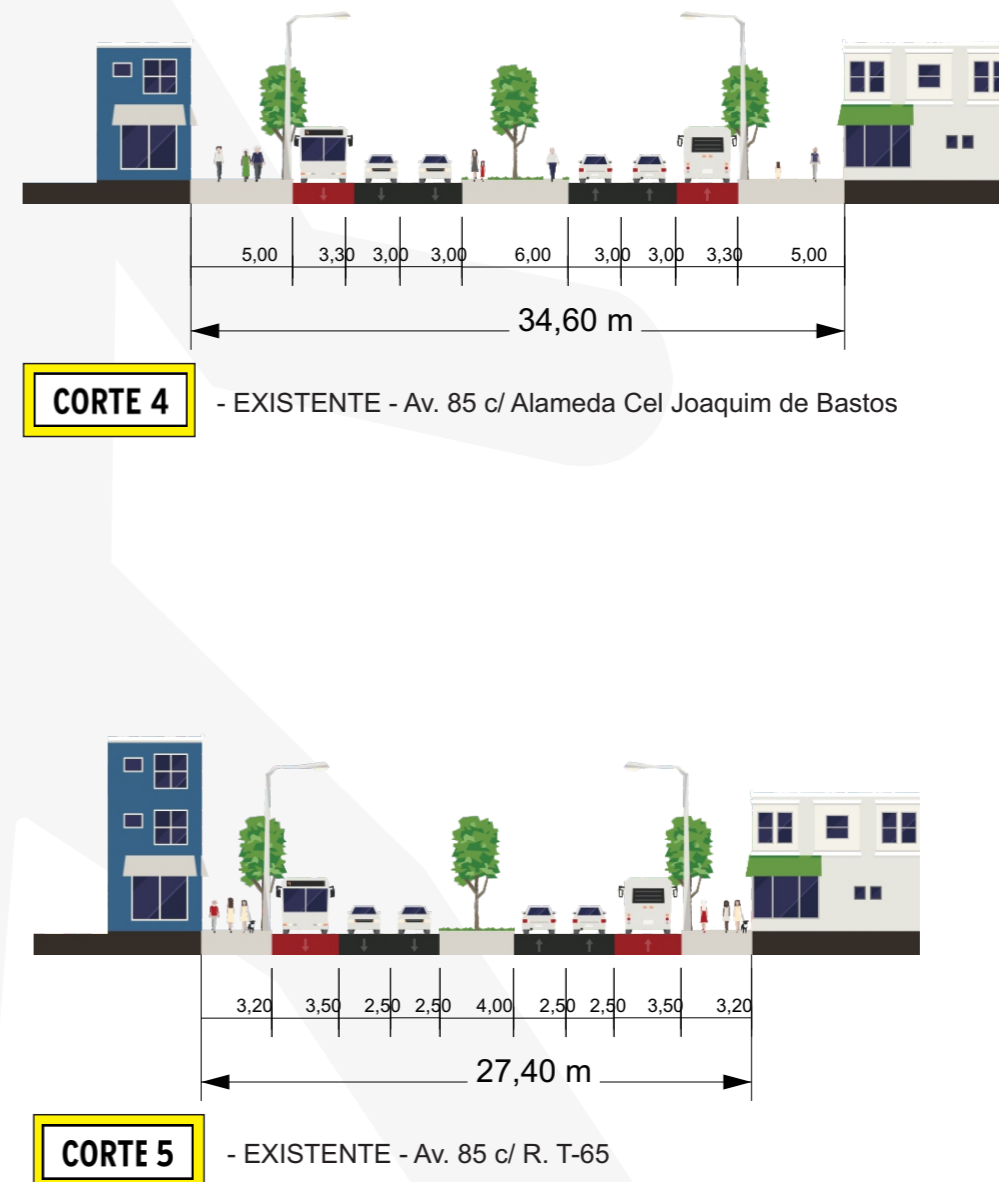 5,00 3,30 3,00 3,00 6,00 3,00 3,00 3,30 5,00
34,60 m
CORTE 4 - EXISTENTE - Av. 85 c/ Alameda Cel Joaquim de Bastos
3,20 3,50 2,50 2,50 4,00 2,50 2,50 3,50 3,20
27,40 m
CORTE 5 - EXISTENTE - Av. 85 c/ R. T-65